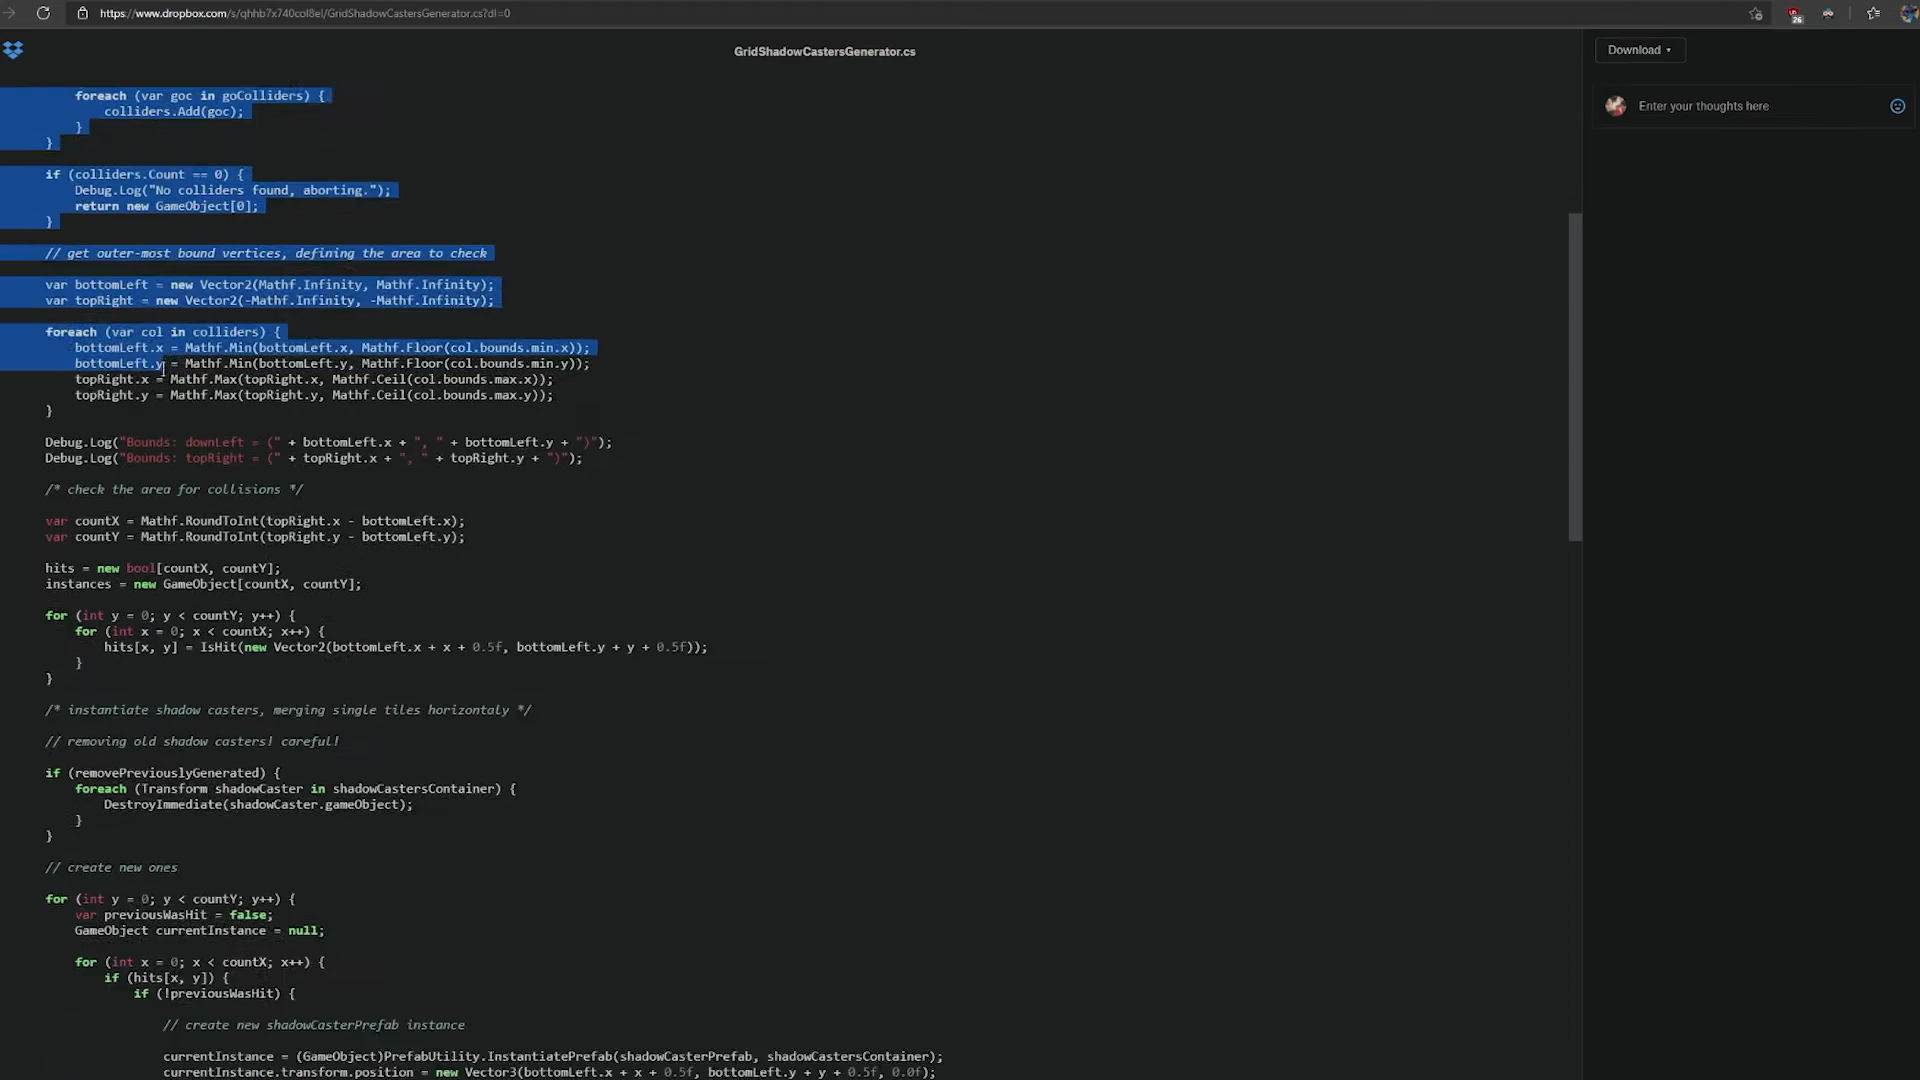 https://www.dropbox.com/s/qhhb7x740col8el/GridShadowCastersGenerator.cs?dl=0
26
GridShadowCastersGenerator.cs
Download
Enter your thoughts here
foreach (var goc in goColliders) {
colliders.Add(goc);
}
}
if (colliders.Count == 0) {
Debug.Log("No colliders found, aborting.");
return new GameObject[0];
}
// get outer-most bound vertices, defining the area to check
var bottomLeft = new Vector2(Mathf.Infinity, Mathf.Infinity);
var topRight = new Vector2(-Mathf.Infinity, -Mathf.Infinity);
foreach (var col in colliders) {
bottomLeft.x = Mathf.Min(bottomLeft.x, Mathf.Floor(col.bounds.min.x));
bottomLeft.y = Mathf.Min(bottomLeft.y, Mathf.Floor(col.bounds.min.y));
topRight.x = Mathf.Max(topRight.x, Mathf.Ceil(col.bounds.max.x));
topRight.y = Mathf.Max(topRight.y, Mathf.Ceil(col.bounds.max.y));
}
Debug.Log("Bounds: downLeft = (" + bottomLeft.x + ", " + bottomLeft.y + ")");
Debug.Log("Bounds: topRight = (" + topRight.x + ", " + topRight.y + ")");
/* check the area for collisions */
var countX = Mathf.RoundToInt(topRight.x - bottomLeft.x);
var countY = Mathf.RoundToInt(topRight.y - bottomLeft.y);
hits = new bool[countX, countY];
instances = new GameObject[countX, countY];
for (int y = 0; y < countY; y++) {
for (int x = 0; x < countX; x++) {
hits[x, y] = IsHit(new Vector2(bottomLeft.x + x + 0.5f, bottomLeft.y + y + 0.5f));
}
}
/* instantiate shadow casters, merging single tiles horizontaly */
// removing old shadow casters! careful!
if (removePreviouslyGenerated) {
foreach (Transform shadowCaster in shadowCastersContainer) {
DestroyImmediate(shadowCaster.gameObject);
}
}
// create new ones
for (int y = 0; y < countY; y++) {
var previousWasHit = false;
GameObject currentInstance = null;
for (int x = 0; x < countX; x++) {
if (hits[x, y]) {
if (!previousWasHit) {
// create new shadowCasterPrefab instance
currentInstance = (GameObject)PrefabUtility.InstantiatePrefab(shadowCasterPrefab, shadowCastersContainer);
currentInstance.transform.position = new Vector3(bottomLeft.x + x + 0.5f, bottomLeft.y + y + 0.5f, 0.0f);